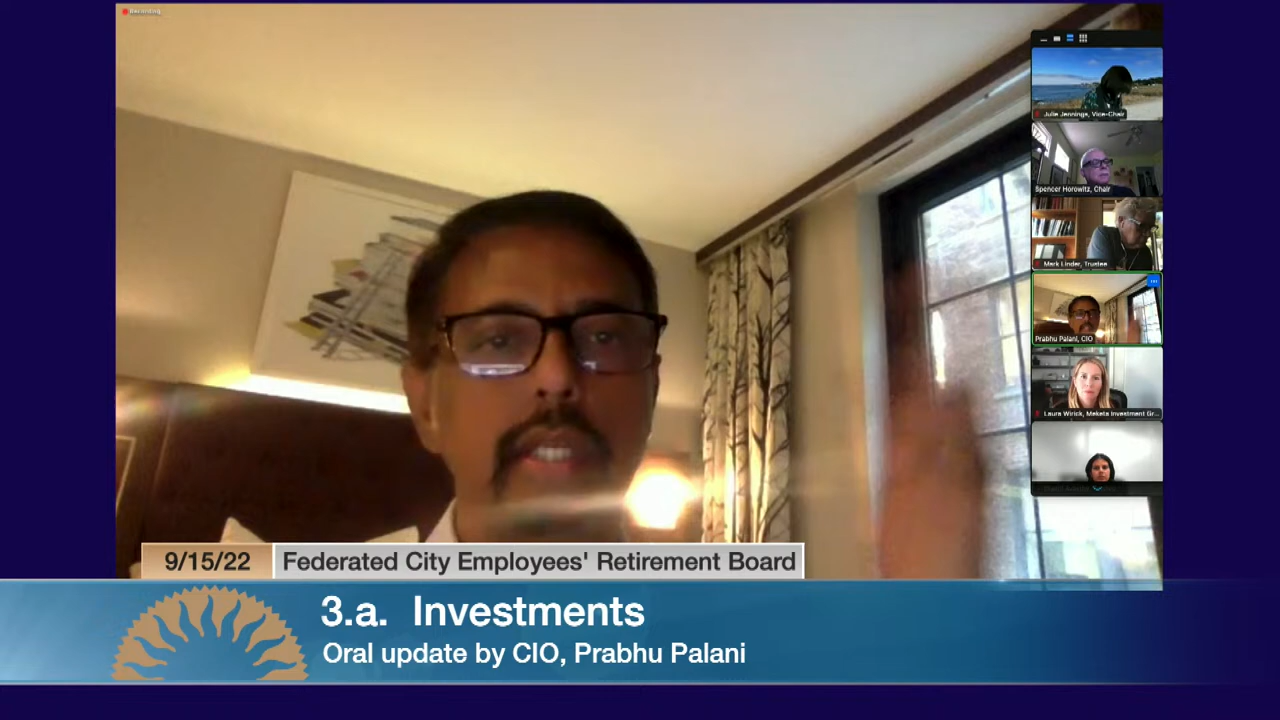 Recording
Julie Jennings, Vice-Chair
Spencer Horowitz, Chair
Mark Linder, Trustee
Prabhu Palani, CIO
Laura Wirick, Meketa Investment Gr...
9/15/22
Federated City Employees' Retirement Board
3.a. Investments
Oral update by CIO, Prabhu Palani